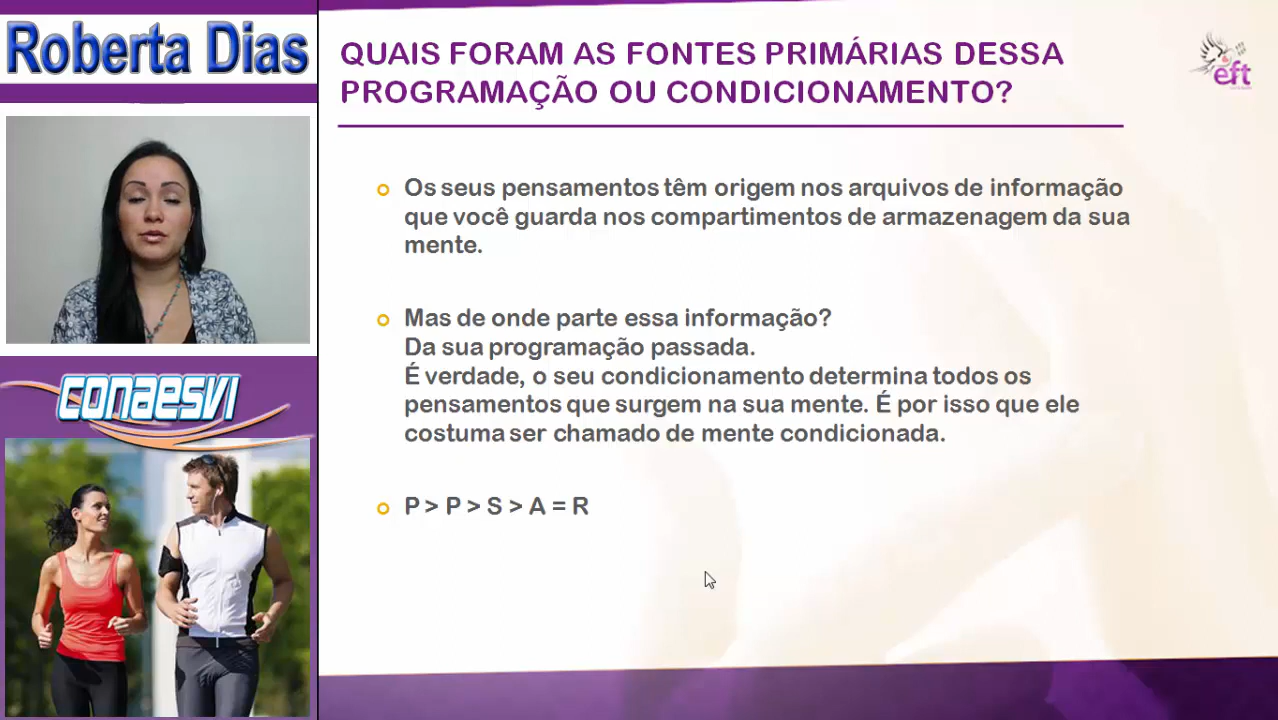 Roberta Dias
QUAIS FORAM AS FONTES PRIMÁRIAS DESSA
PROGRAMAÇÃO OU CONDICIONAMENTO?
eft
Os seus pensamentos têm origem nos arquivos de informação
que você guarda nos compartimentos de armazenagem da sua
mente.
Mas de onde parte essa informação?
Da sua programação passada.
É verdade, o seu condicionamento determina todos os
pensamentos que surgem na sua mente. É por isso que ele
costuma ser chamado de mente condicionada.
P > P > S > A = R
CONAESVI